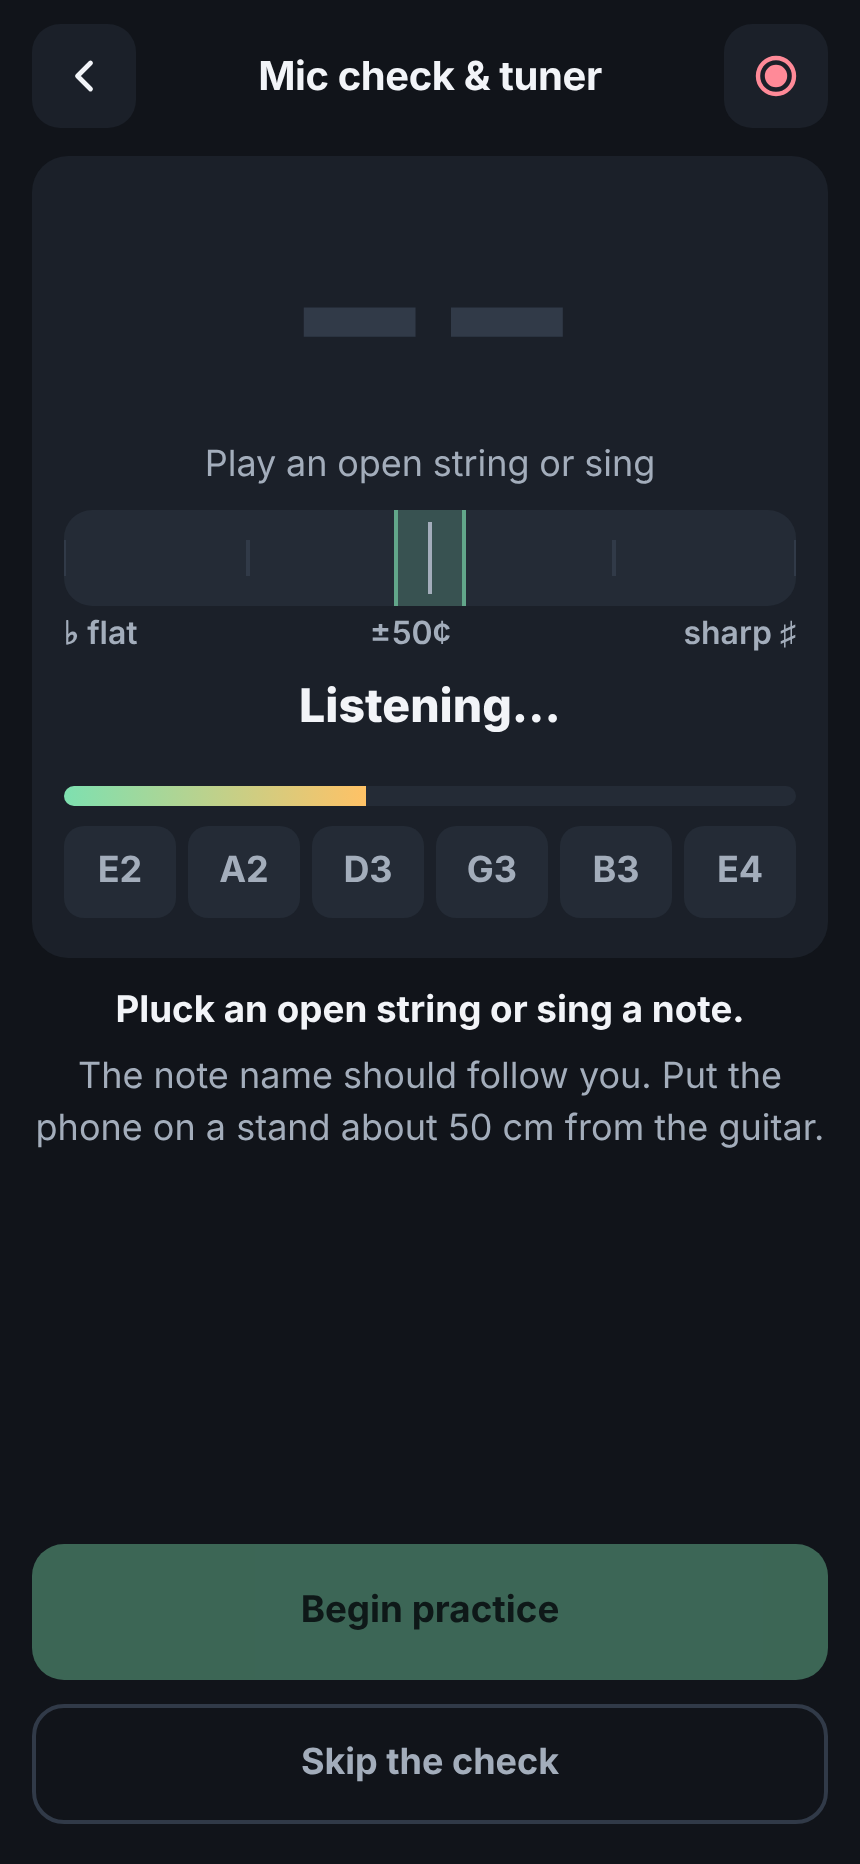 Mic check & tuner
– –
Play an open string or sing
♭ flat ±50¢ sharp ♯
Listening...
E2 A2 D3 G3 B3 E4
Pluck an open string or sing a note.
The note name should follow you. Put the
phone on a stand about 50 cm from the guitar.
Begin practice
Skip the check